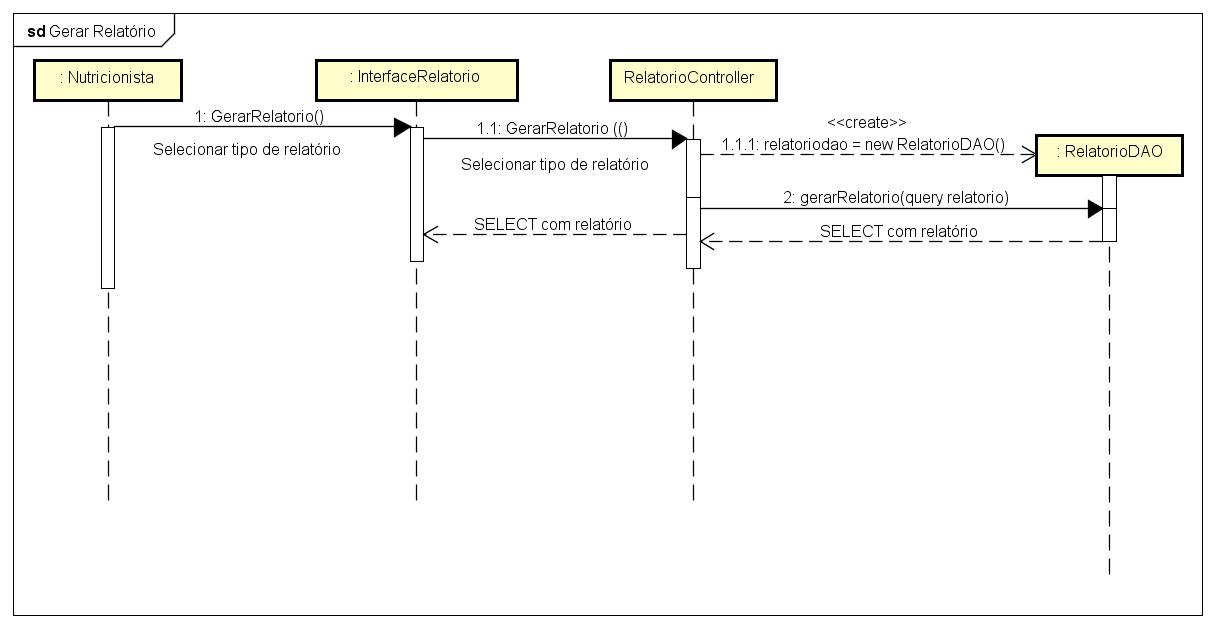 sd Gerar Relatório
: Nutricionista
: InterfaceRelatorio
RelatorioController
1: GerarRelatorio()
Selecionar tipo de relatório
1.1: GerarRelatorio (()
Selecionar tipo de relatório
<<create>>
1.1.1: relatoriodao = new RelatorioDAO()
: RelatorioDAO
2: gerarRelatorio(query relatorio)
SELECT com relatório
SELECT com relatório